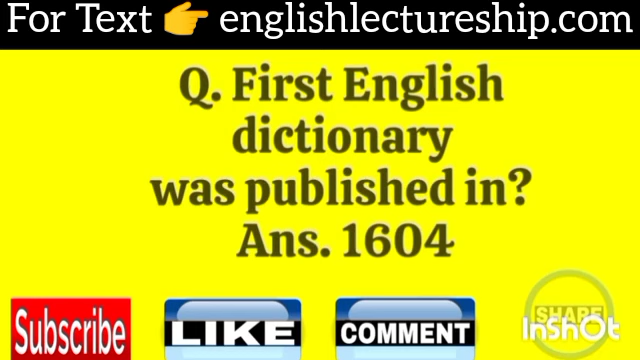 For Text 👉 englishlectureship.com
Q. First English
dictionary
was published in?
Ans. 1604
Subscribe
LIKE
COMMENT
SHARE
InShOt